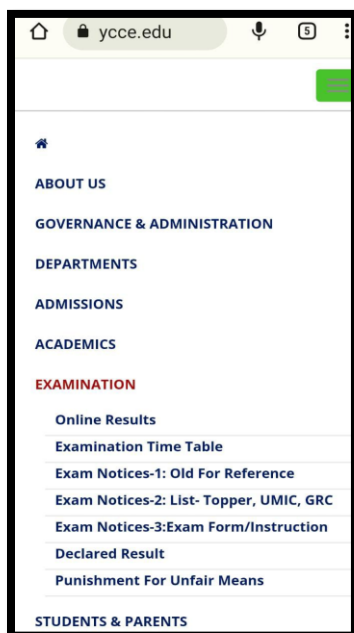 ycce.edu
5
ABOUT US
GOVERNANCE & ADMINISTRATION
DEPARTMENTS
ADMISSIONS
ACADEMICS
EXAMINATION
Online Results
Examination Time Table
Exam Notices-1: Old For Reference
Exam Notices-2: List- Topper, UMIC, GRC
Exam Notices-3:Exam Form/Instruction
Declared Result
Punishment For Unfair Means
STUDENTS & PARENTS